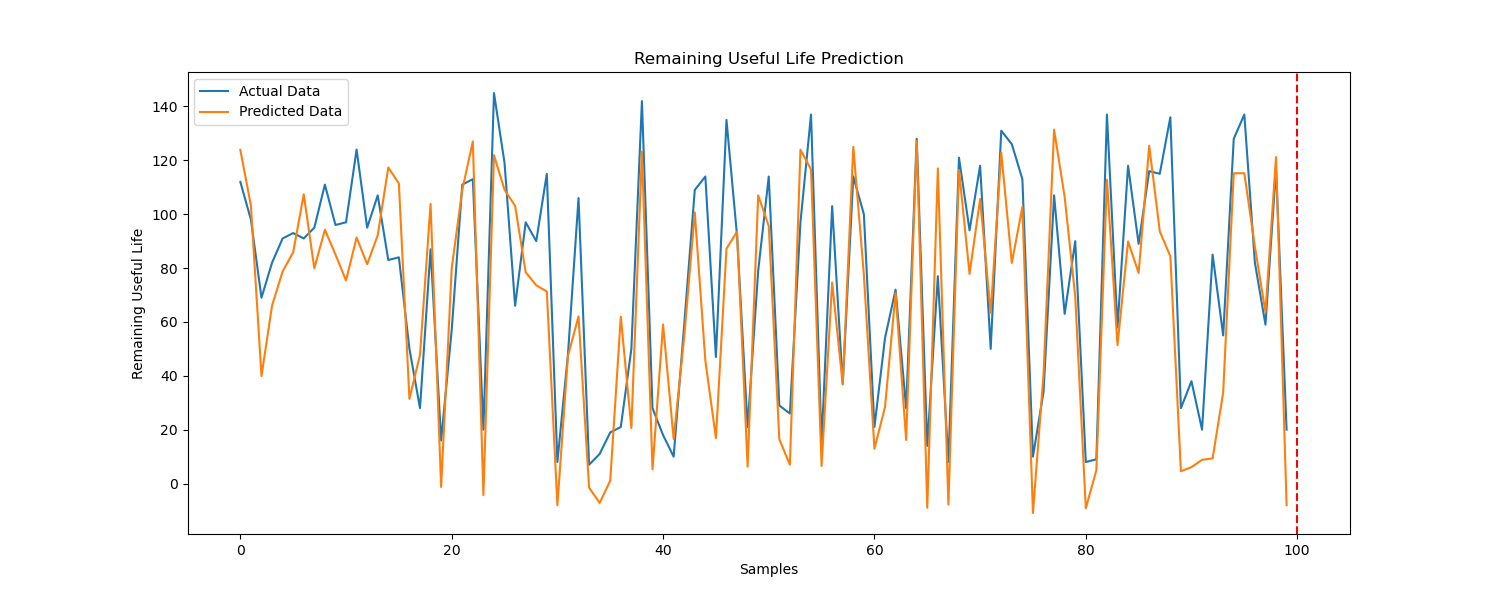 Remaining Useful Life Prediction
Actual Data
Predicted Data
Remaining Useful Life
140
120
100
80
60
40
20
0
0 20 40 60 80 100
Samples